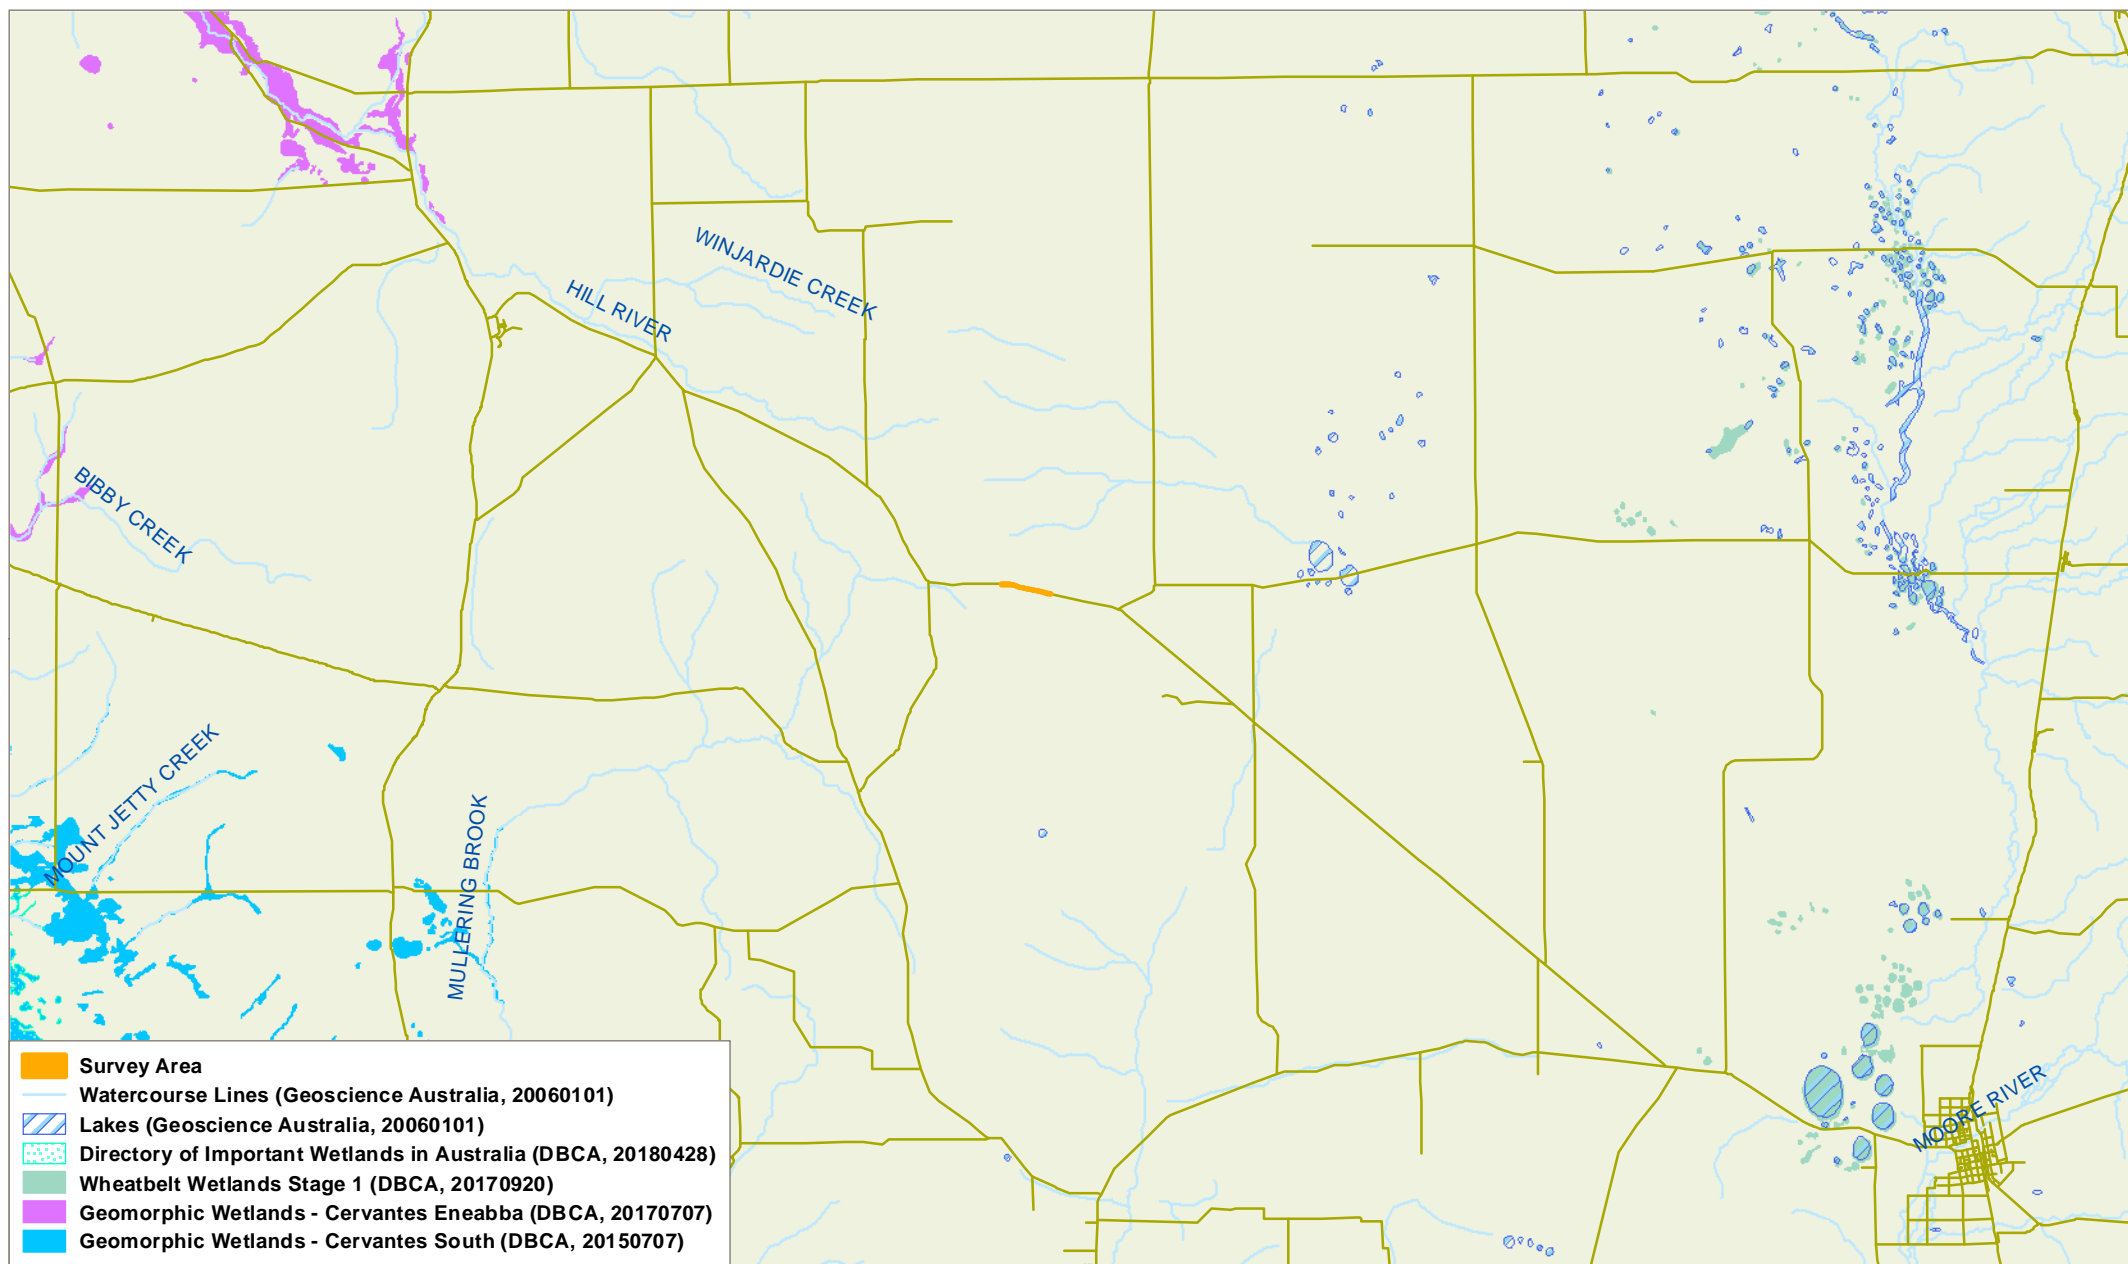 WINJARDIE CREEK
HILL RIVER
BIBBY CREEK
MOUNT JETTY CREEK
MULLERING BROOK
MOORE RIVER
Survey Area
Watercourse Lines (Geoscience Australia, 20060101)
Lakes (Geoscience Australia, 20060101)
Directory of Important Wetlands in Australia (DBCA, 20180428)
Wheatbelt Wetlands Stage 1 (DBCA, 20170920)
Geomorphic Wetlands - Cervantes Eneabba (DBCA, 20170707)
Geomorphic Wetlands - Cervantes South (DBCA, 20150707)